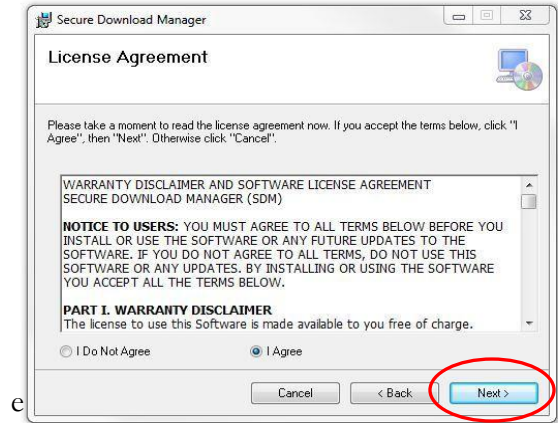 Secure Download Manager
License Agreement
Please take a moment to read the license agreement now. If you accept the terms below, click "I
Agree", then "Next". Otherwise click "Cancel".
WARRANTY DISCLAIMER AND SOFTWARE LICENSE AGREEMENT
SECURE DOWNLOAD MANAGER (SDM)
NOTICE TO USERS: YOU MUST AGREE TO ALL TERMS BELOW BEFORE YOU
INSTALL OR USE THE SOFTWARE OR ANY FUTURE UPDATES TO THE
SOFTWARE. IF YOU DO NOT AGREE TO ALL TERMS, DO NOT USE THIS
SOFTWARE OR ANY UPDATES. BY INSTALLING OR USING THE SOFTWARE
YOU ACCEPT ALL THE TERMS BELOW.
PART I. WARRANTY DISCLAIMER
The license to use this Software is made available to you free of charge.
I Do Not Agree I Agree
Cancel < Back Next >
e